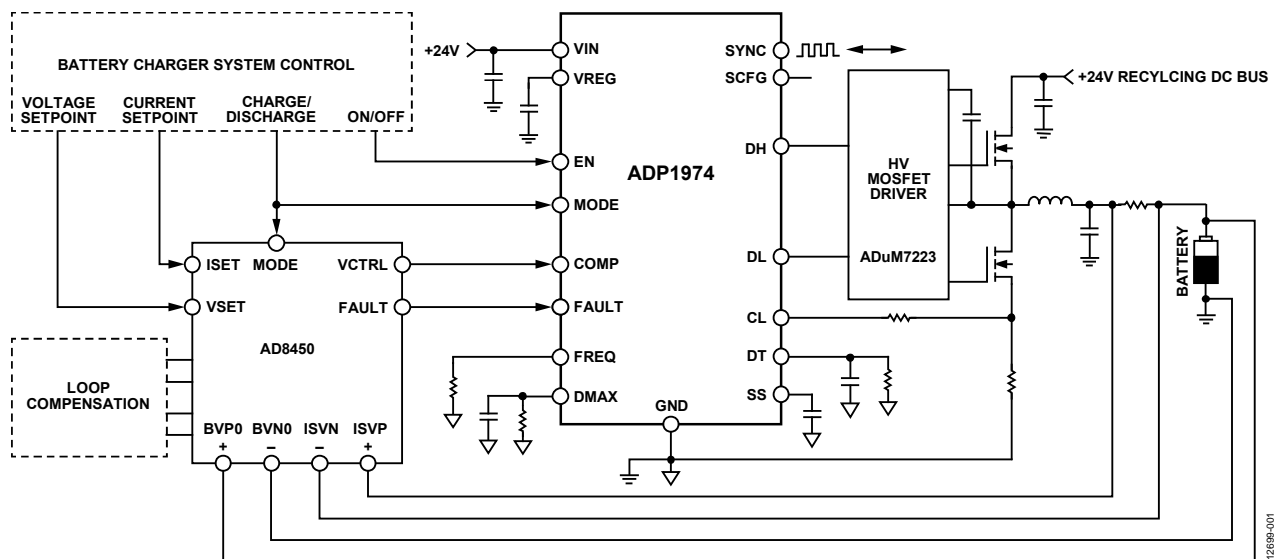 BATTERY CHARGER SYSTEM CONTROL
VOLTAGE
SETPOINT
CURRENT
SETPOINT
CHARGE/
DISCHARGE
ON/OFF
+24V
VIN
VREG
EN
MODE
COMP
FAULT
FREQ
DMAX
ADP1974
GND
SYNC
SCFG
DH
DL
CL
DT
SS
HV
MOSFET
DRIVER
ADuM7223
+24V RECYLCING DC BUS
BATTERY
ISET
MODE
VCTRL
VSET
FAULT
AD8450
LOOP
COMPENSATION
BVP0 BVN0 ISVN ISVP
+ − − +
12699-001